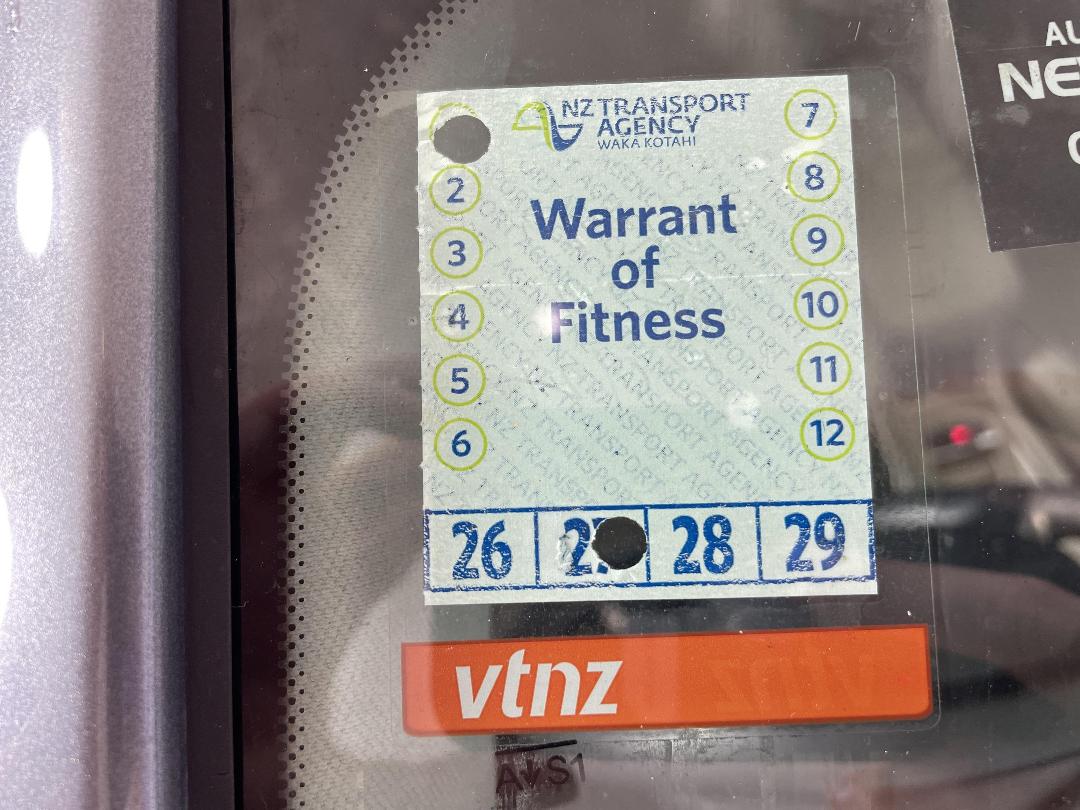 NZ TRANSPORT
AGENCY
WAKA KOTAHI
Warrant
of
Fitness
2
3
4
5
6
7
8
9
10
11
12
26
28
29
vtnz